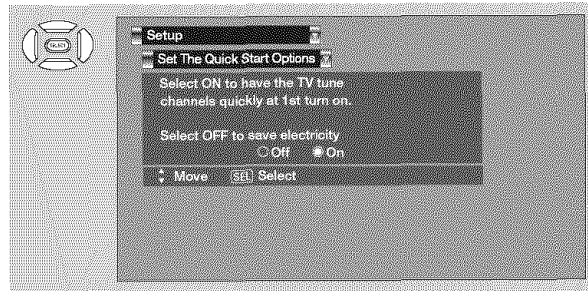 Setup
Set The Quick Start Options
Select ON to have the TV tune
channels quickly at 1st turn on.
Select OFF to save electricity
Off On
Move SEL Select
SELECT